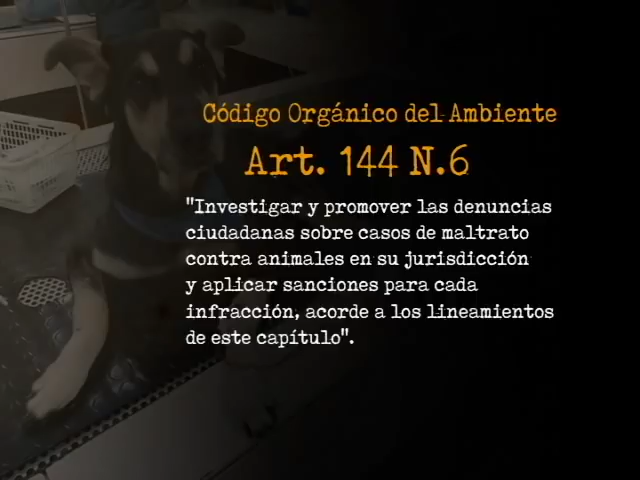 Código Orgánico del Ambiente
Art. 144 N.6
"Investigar y promover las denuncias
ciudadanas sobre casos de maltrato
contra animales en su jurisdicción
y aplicar sanciones para cada
infracción, acorde a los lineamientos
de este capítulo".